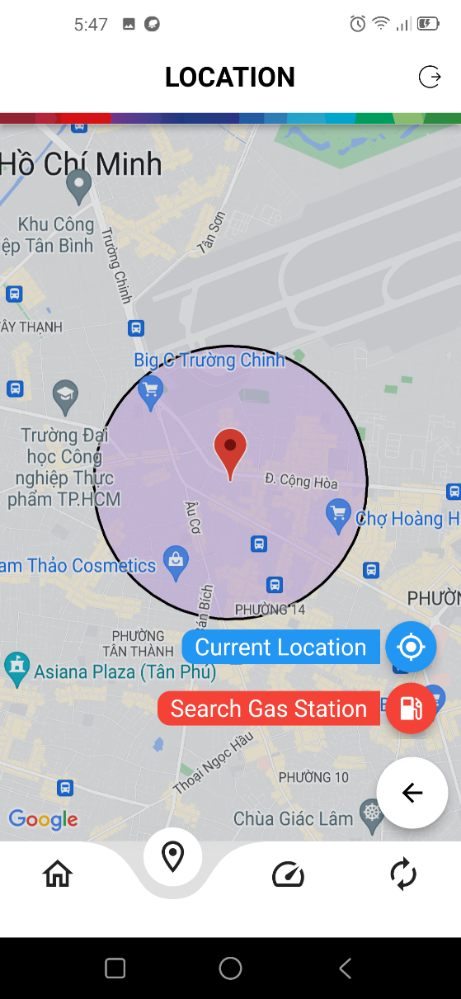 5:47
LOCATION
Hồ Chí Minh
Khu Công
ệp Tân Bình
Tân Sơn
Trường Chinh
ÂY THẠNH
Big C Trường Chinh
Trường Đại
học Công
nghiệp Thực
phẩm TP.HCM
Đ. Cộng Hòa
Âu Cơ
Chợ Hoàng H
am Thảo Cosmetics
PHƯỜN
án Bích
PHƯỜNG 14
PHƯỜNG
TÂN THÀNH
Current Location
Asiana Plaza (Tân Phú)
Search Gas Station
Thoại Ngọc Hầu
PHƯỜNG 10
Google
Chùa Giác Lâm